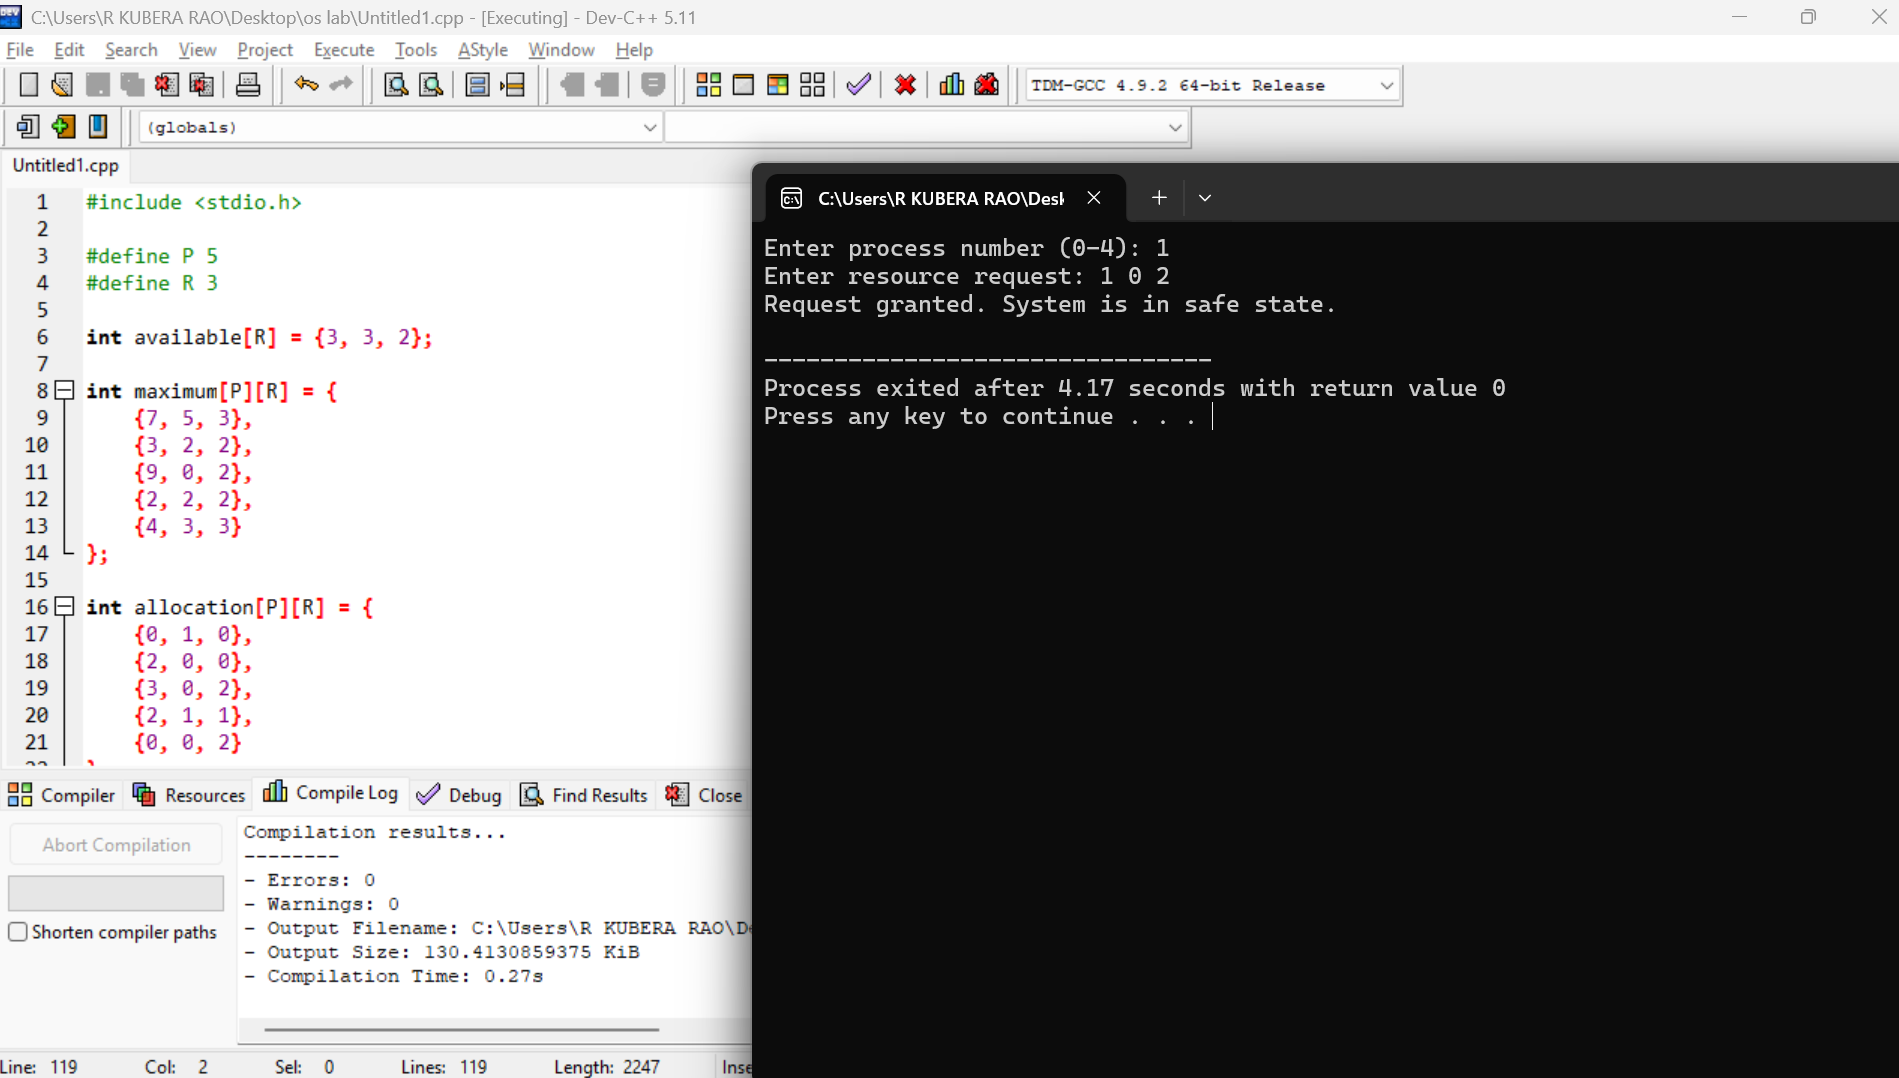 C:\Users\R KUBERA RAO\Desktop\os lab\Untitled1.cpp - [Executing] - Dev-C++ 5.11
File Edit Search View Project Execute Tools AStyle Window Help
TDM-GCC 4.9.2 64-bit Release
(globals)
Untitled1.cpp
1 #include <stdio.h>
2
3 #define P 5
4 #define R 3
5
6 int available[R] = {3, 3, 2};
7
8 int maximum[P][R] = {
9 {7, 5, 3},
10 {3, 2, 2},
11 {9, 0, 2},
12 {2, 2, 2},
13 {4, 3, 3}
14 };
15
16 int allocation[P][R] = {
17 {0, 1, 0},
18 {2, 0, 0},
19 {3, 0, 2},
20 {2, 1, 1},
21 {0, 0, 2}
C:\Users\R KUBERA RAO\Desl
Enter process number (0-4): 1
Enter resource request: 1 0 2
Request granted. System is in safe state.
--------------------------------
Process exited after 4.17 seconds with return value 0
Press any key to continue . . .
Compiler Resources Compile Log Debug Find Results Close
Abort Compilation
Shorten compiler paths
Compilation results...
--------
- Errors: 0
- Warnings: 0
- Output Filename: C:\Users\R KUBERA RAO\De
- Output Size: 130.4130859375 KiB
- Compilation Time: 0.27s
Line: 119 Col: 2 Sel: 0 Lines: 119 Length: 2247 Inse